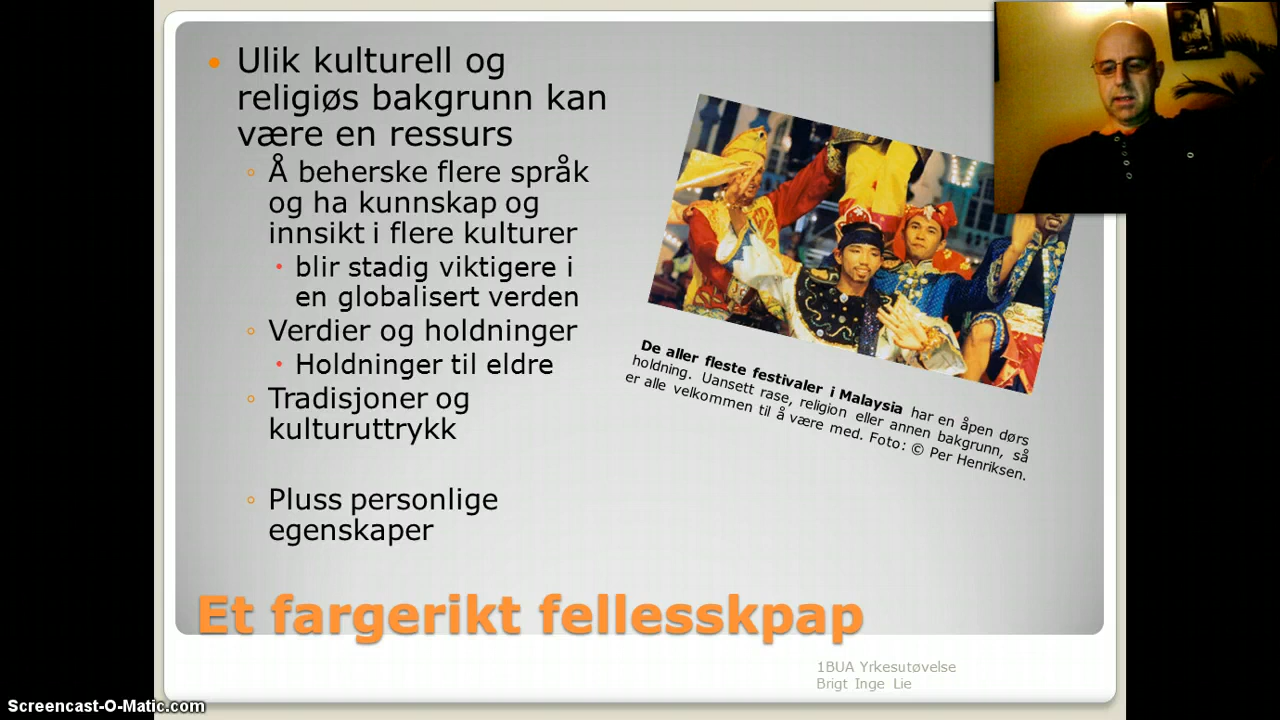 Ulik kulturell og
religiøs bakgrunn kan
være en ressurs
Å beherske flere språk
og ha kunnskap og
innsikt i flere kulturer
blir stadig viktigere i
en globalisert verden
Verdier og holdninger
Holdninger til eldre
Tradisjoner og
kulturuttrykk
Pluss personlige
egenskaper
De aller fleste festivaler i Malaysia har en åpen dørs
holdning. Uansett rase, religion eller annen bakgrunn, så
er alle velkommen til å være med. Foto: © Per Henriksen.
Et fargerikt fellesskpap
1BUA Yrkesutøvelse
Brigt Inge Lie
Screencast-O-Matic.com